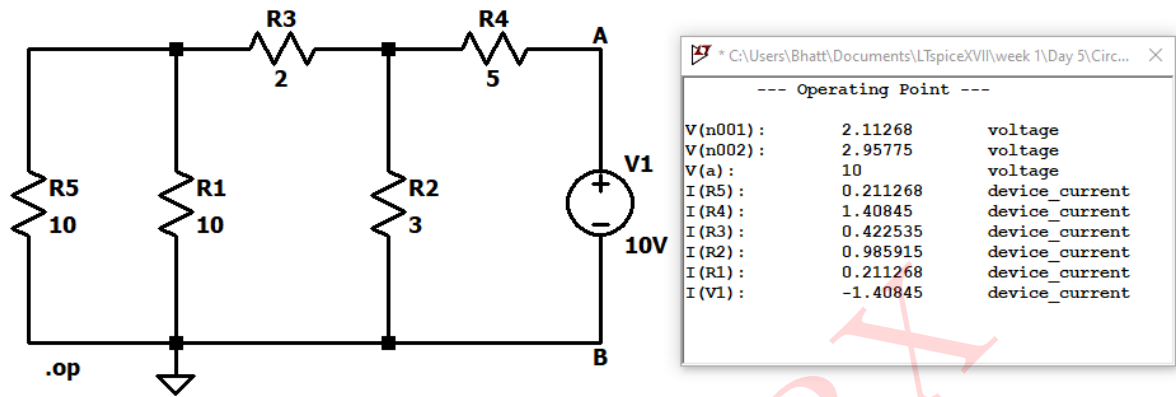 R3
2
R4
5
A
R5
10
R1
10
R2
3
V1
10V
B
.op
* C:\Users\Bhatt\Documents\LTspiceXVII\week 1\Day 5\Circ...
--- Operating Point ---
V(n001): 2.11268 voltage
V(n002): 2.95775 voltage
V(a): 10 voltage
I(R5): 0.211268 device_current
I(R4): 1.40845 device_current
I(R3): 0.422535 device_current
I(R2): 0.985915 device_current
I(R1): 0.211268 device_current
I(V1): -1.40845 device_current